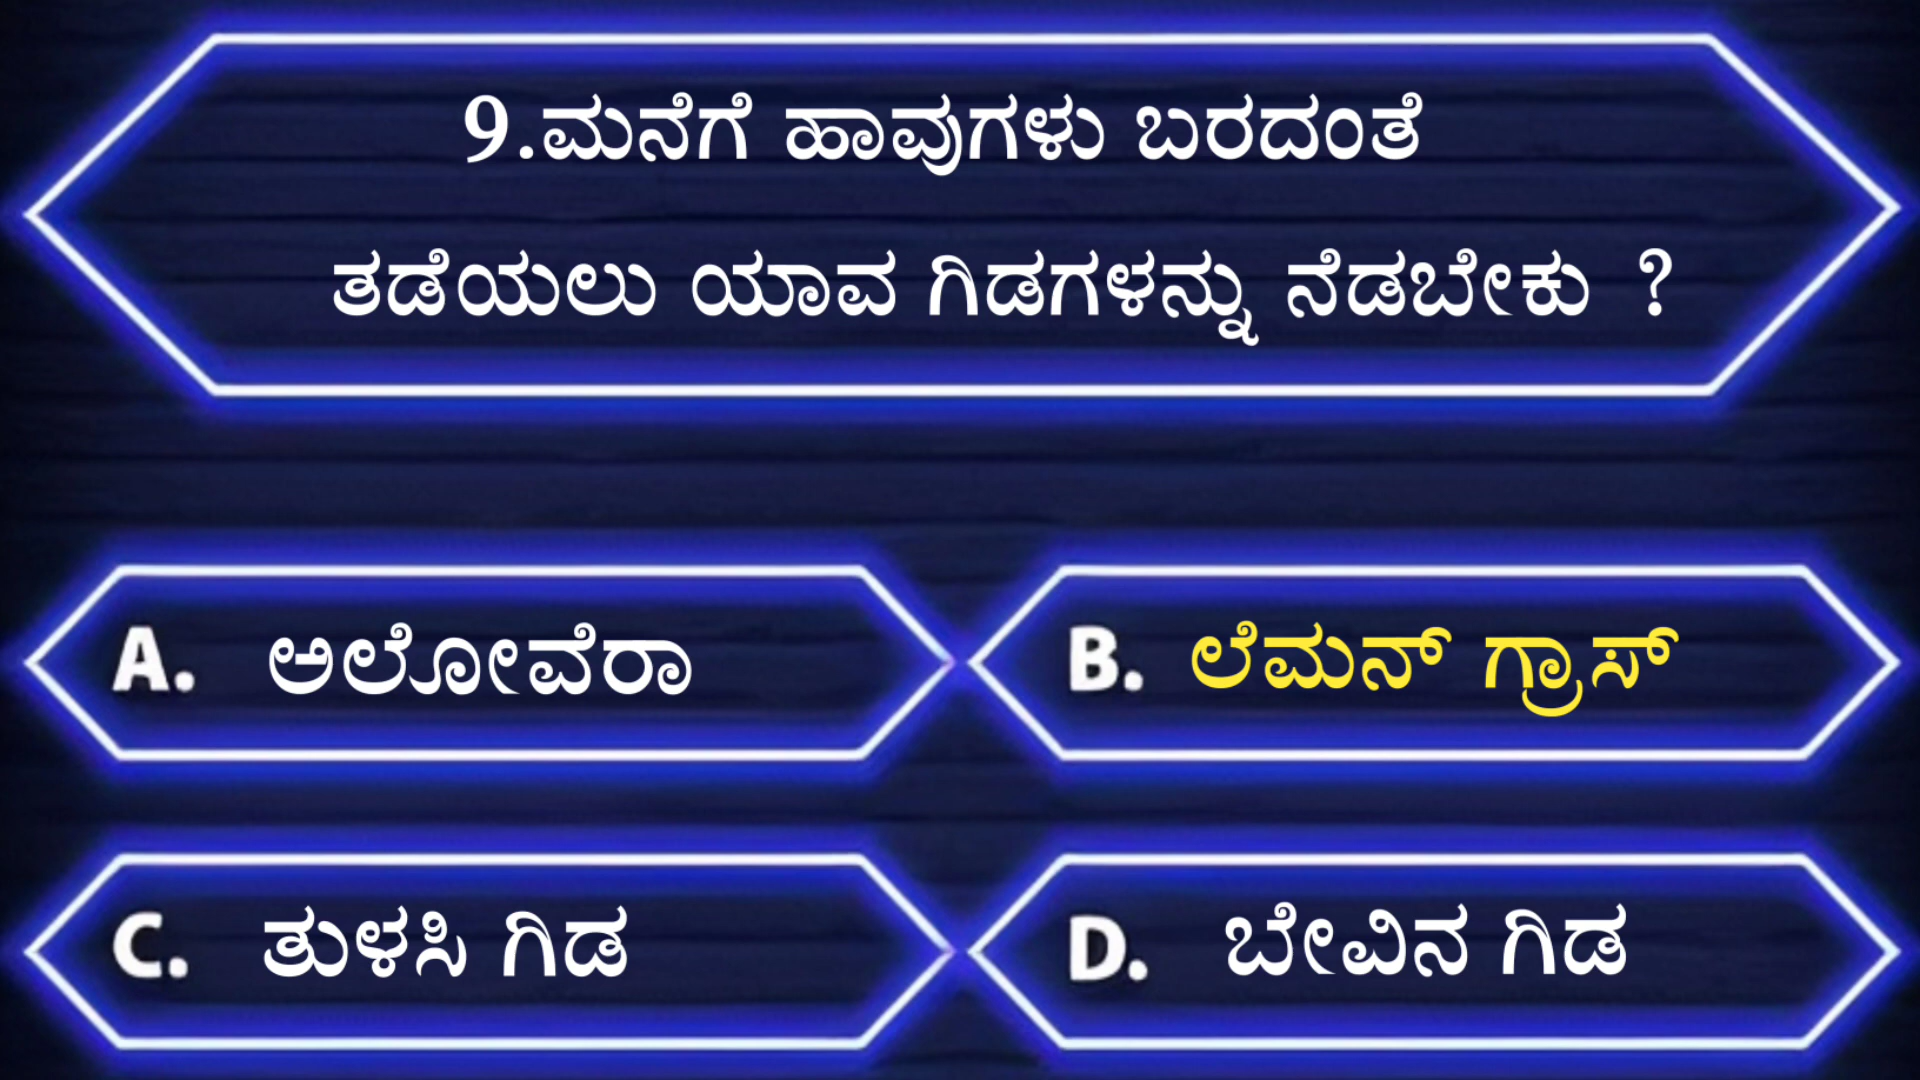 9.ಮನೆಗೆ ಹಾವುಗಳು ಬರದಂತೆ
ತಡೆಯಲು ಯಾವ ಗಿಡಗಳನ್ನು ನೆಡಬೇಕು ?
A. ಅಲೋವೆರಾ
B. ಲೆಮನ್ ಗ್ರಾಸ್
C. ತುಳಸಿ ಗಿಡ
D. ಬೇವಿನ ಗಿಡ